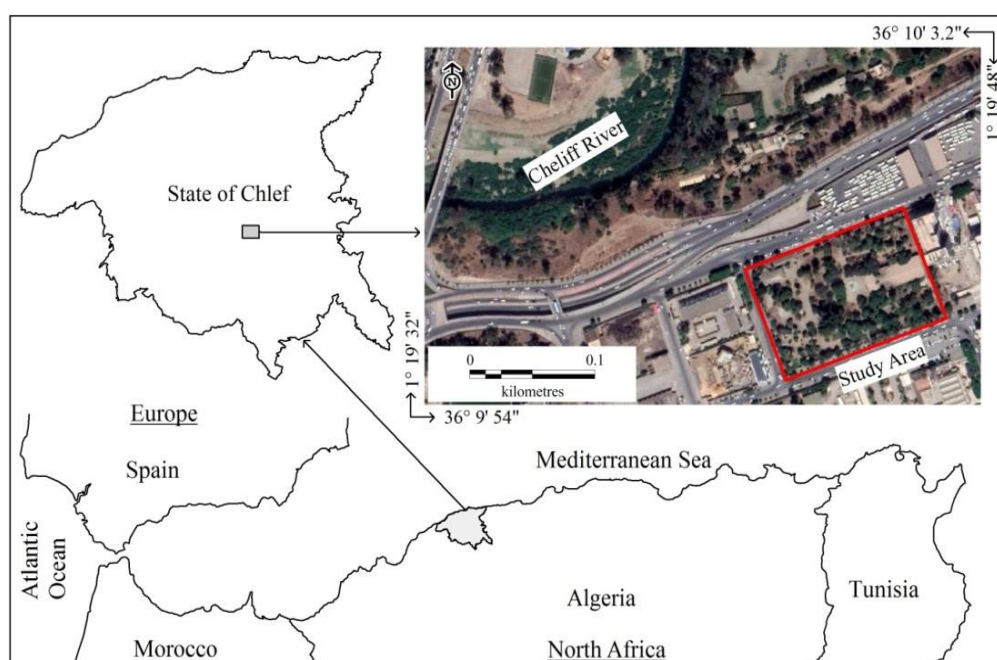 36° 10' 3.2"
1° 19' 48"
N
Cheliff River
State of Chlef
Study Area
1° 19' 32"
0 0.1
kilometres
36° 9' 54"
Europe
Spain
Mediterranean Sea
Atlantic
Ocean
Algeria
Tunisia
Morocco
North Africa